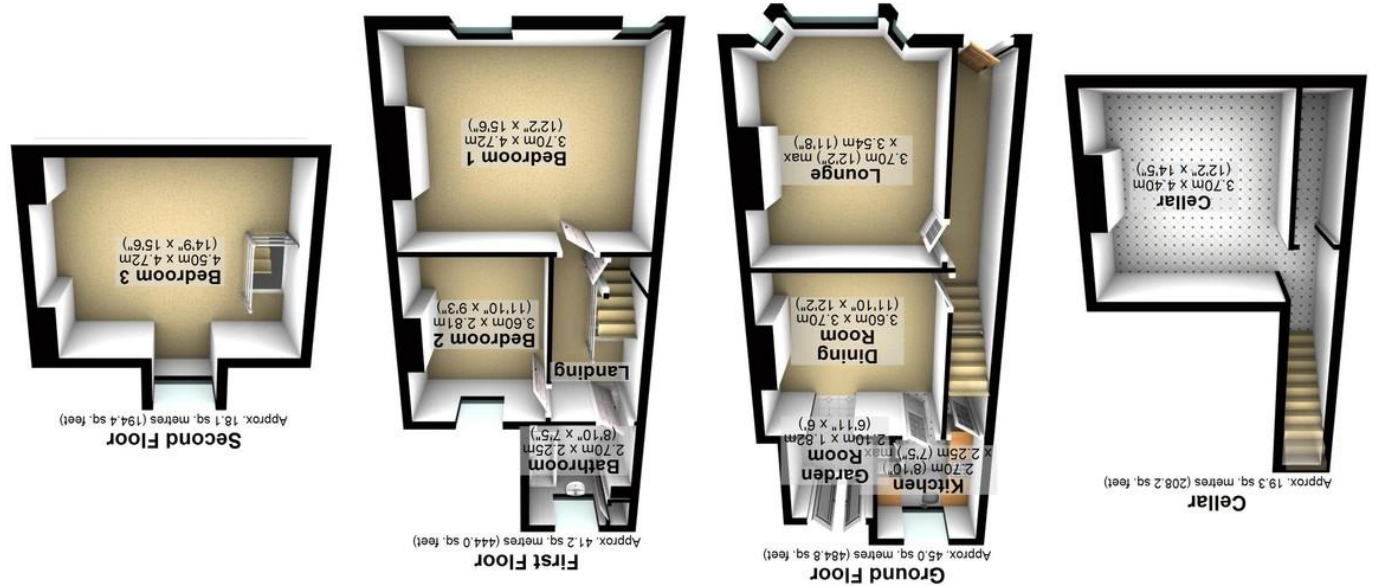 Cellar
Approx. 19.3 sq. metres (208.2 sq. feet)
Cellar
3.70m x 4.40m
(12'2" x 14'5")
Ground Floor
Approx. 45.0 sq. metres (484.8 sq. feet)
Kitchen
2.70m (8'10")
x 2.25m (7'5") max
Garden
Room
2.10m x 1.82m
(6'11" x 6')
Dining
Room
3.60m x 3.70m
(11'10" x 12'2")
Lounge
3.70m (12'2") max
x 3.54m (11'8")
First Floor
Approx. 41.2 sq. metres (444.0 sq. feet)
Bathroom
2.70m x 2.25m
(8'10" x 7'5")
Landing
Bedroom 2
3.60m x 2.81m
(11'10" x 9'3")
Bedroom 1
3.70m x 4.72m
(12'2" x 15'6")
Second Floor
Approx. 18.1 sq. metres (194.4 sq. feet)
Bedroom 3
4.50m x 4.72m
(14'9" x 15'6")